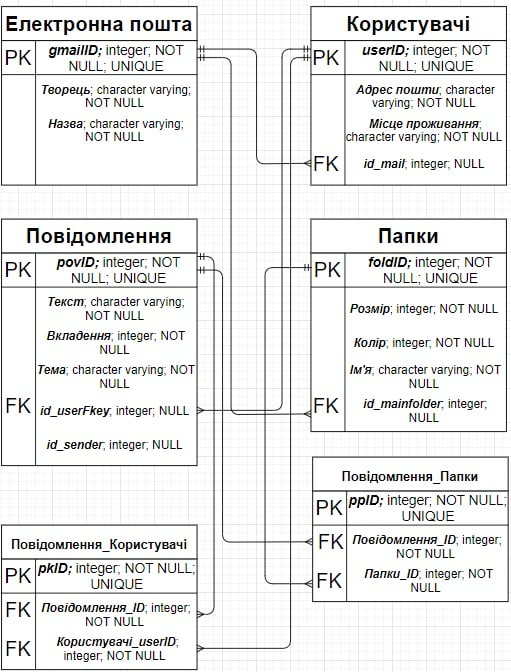 Електронна пошта
PK
gmailID; integer; NOT
NULL; UNIQUE
Творець; character varying;
NOT NULL
Назва; character varying;
NOT NULL
Користувачі
PK
userID; integer; NOT
NULL; UNIQUE
Адрес пошти; character
varying; NOT NULL
Місце проживання;
character varying; NOT NULL
FK
id_mail; integer; NULL
Повідомлення
PK
povID; integer; NOT
NULL; UNIQUE
Текст; character varying;
NOT NULL
Вкладення; integer; NOT
NULL
Тема; character varying; NOT
NULL
FK
id_userFkey; integer; NULL
id_sender; integer; NULL
Папки
PK
foldID; integer; NOT
NULL; UNIQUE
Розмір; integer; NOT NULL
Колір; integer; NOT NULL
Ім'я; character varying; NOT
NULL
FK
id_mainfolder; integer;
NULL
Повідомлення_Папки
PK
ppID; integer; NOT NULL;
UNIQUE
FK
Повідомлення_ID; integer;
NOT NULL
FK
Папки_ID; integer; NOT
NULL
Повідомлення_Користувачі
PK
pkID; integer; NOT NULL;
UNIQUE
FK
Повідомлення_ID; integer;
NOT NULL
FK
Користувачі_userID;
integer; NOT NULL